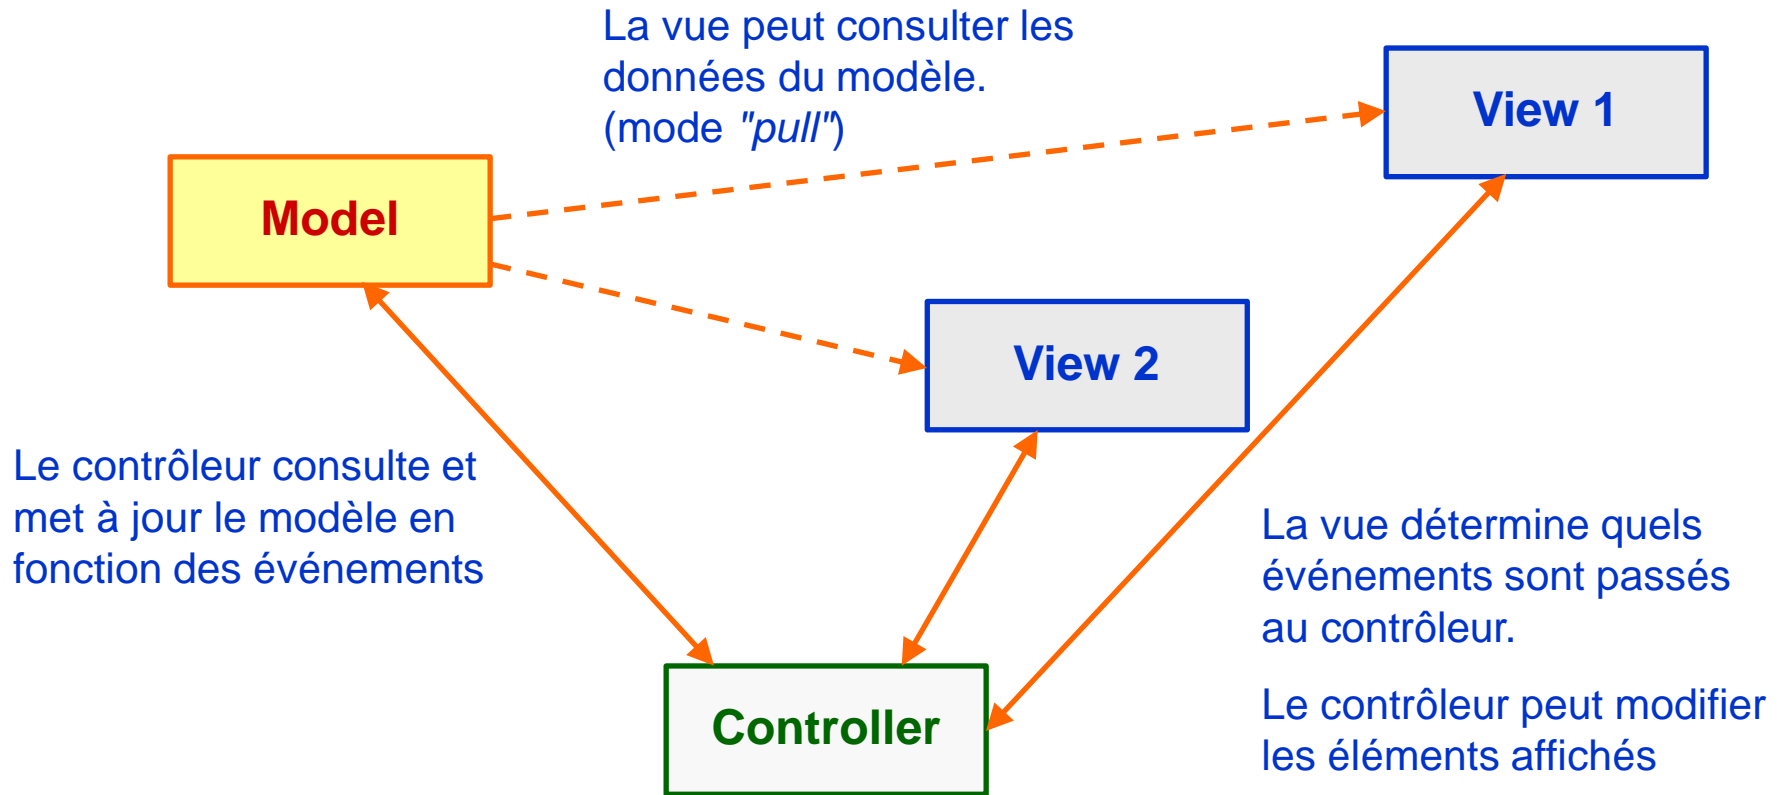 La vue peut consulter les
données du modèle.
(mode "pull")
View 1
Model
View 2
Le contrôleur consulte et
met à jour le modèle en
fonction des événements
La vue détermine quels
événements sont passés
au contrôleur.
Le contrôleur peut modifier
les éléments affichés
Controller